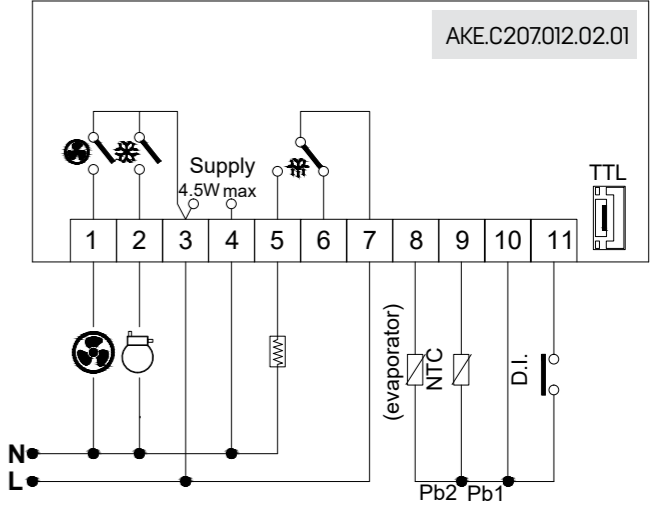 AKE.C207.012.02.01
Supply
4.5W max
TTL
1 2 3 4 5 6 7 8 9 10 11
(evaporator)
NTC
D.I.
N
L
Pb2 Pb1